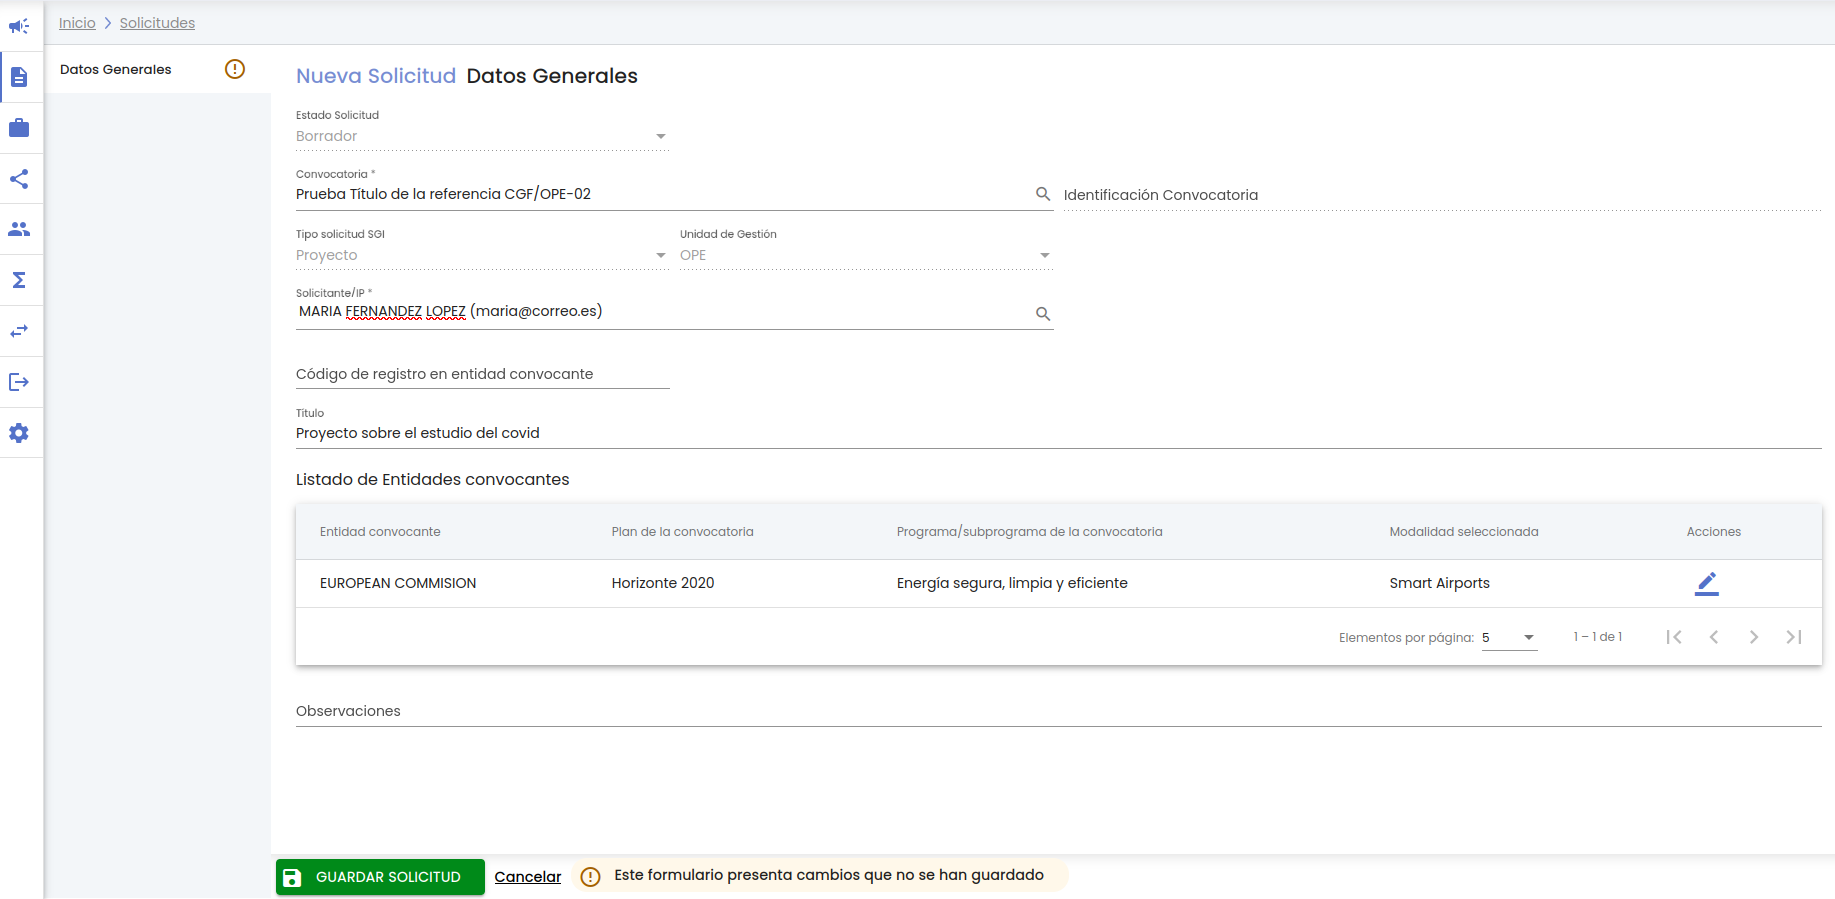 Inicio > Solicitudes
Datos Generales
Nueva Solicitud Datos Generales
Estado Solicitud
Borrador
Convocatoria *
Prueba Título de la referencia CGF/OPE-02
Identificación Convocatoria
Tipo solicitud SGI
Unidad de Gestión
Proyecto
OPE
Solicitante/IP *
MARIA FERNANDEZ LOPEZ (maria@correo.es)
Código de registro en entidad convocante
Título
Proyecto sobre el estudio del covid
Listado de Entidades convocantes
Entidad convocante Plan de la convocatoria Programa/subprograma de la convocatoria Modalidad seleccionada Acciones
EUROPEAN COMMISION Horizonte 2020 Energía segura, limpia y eficiente Smart Airports
Elementos por página: 5 1 – 1 de 1
Observaciones
GUARDAR SOLICITUD Cancelar Este formulario presenta cambios que no se han guardado